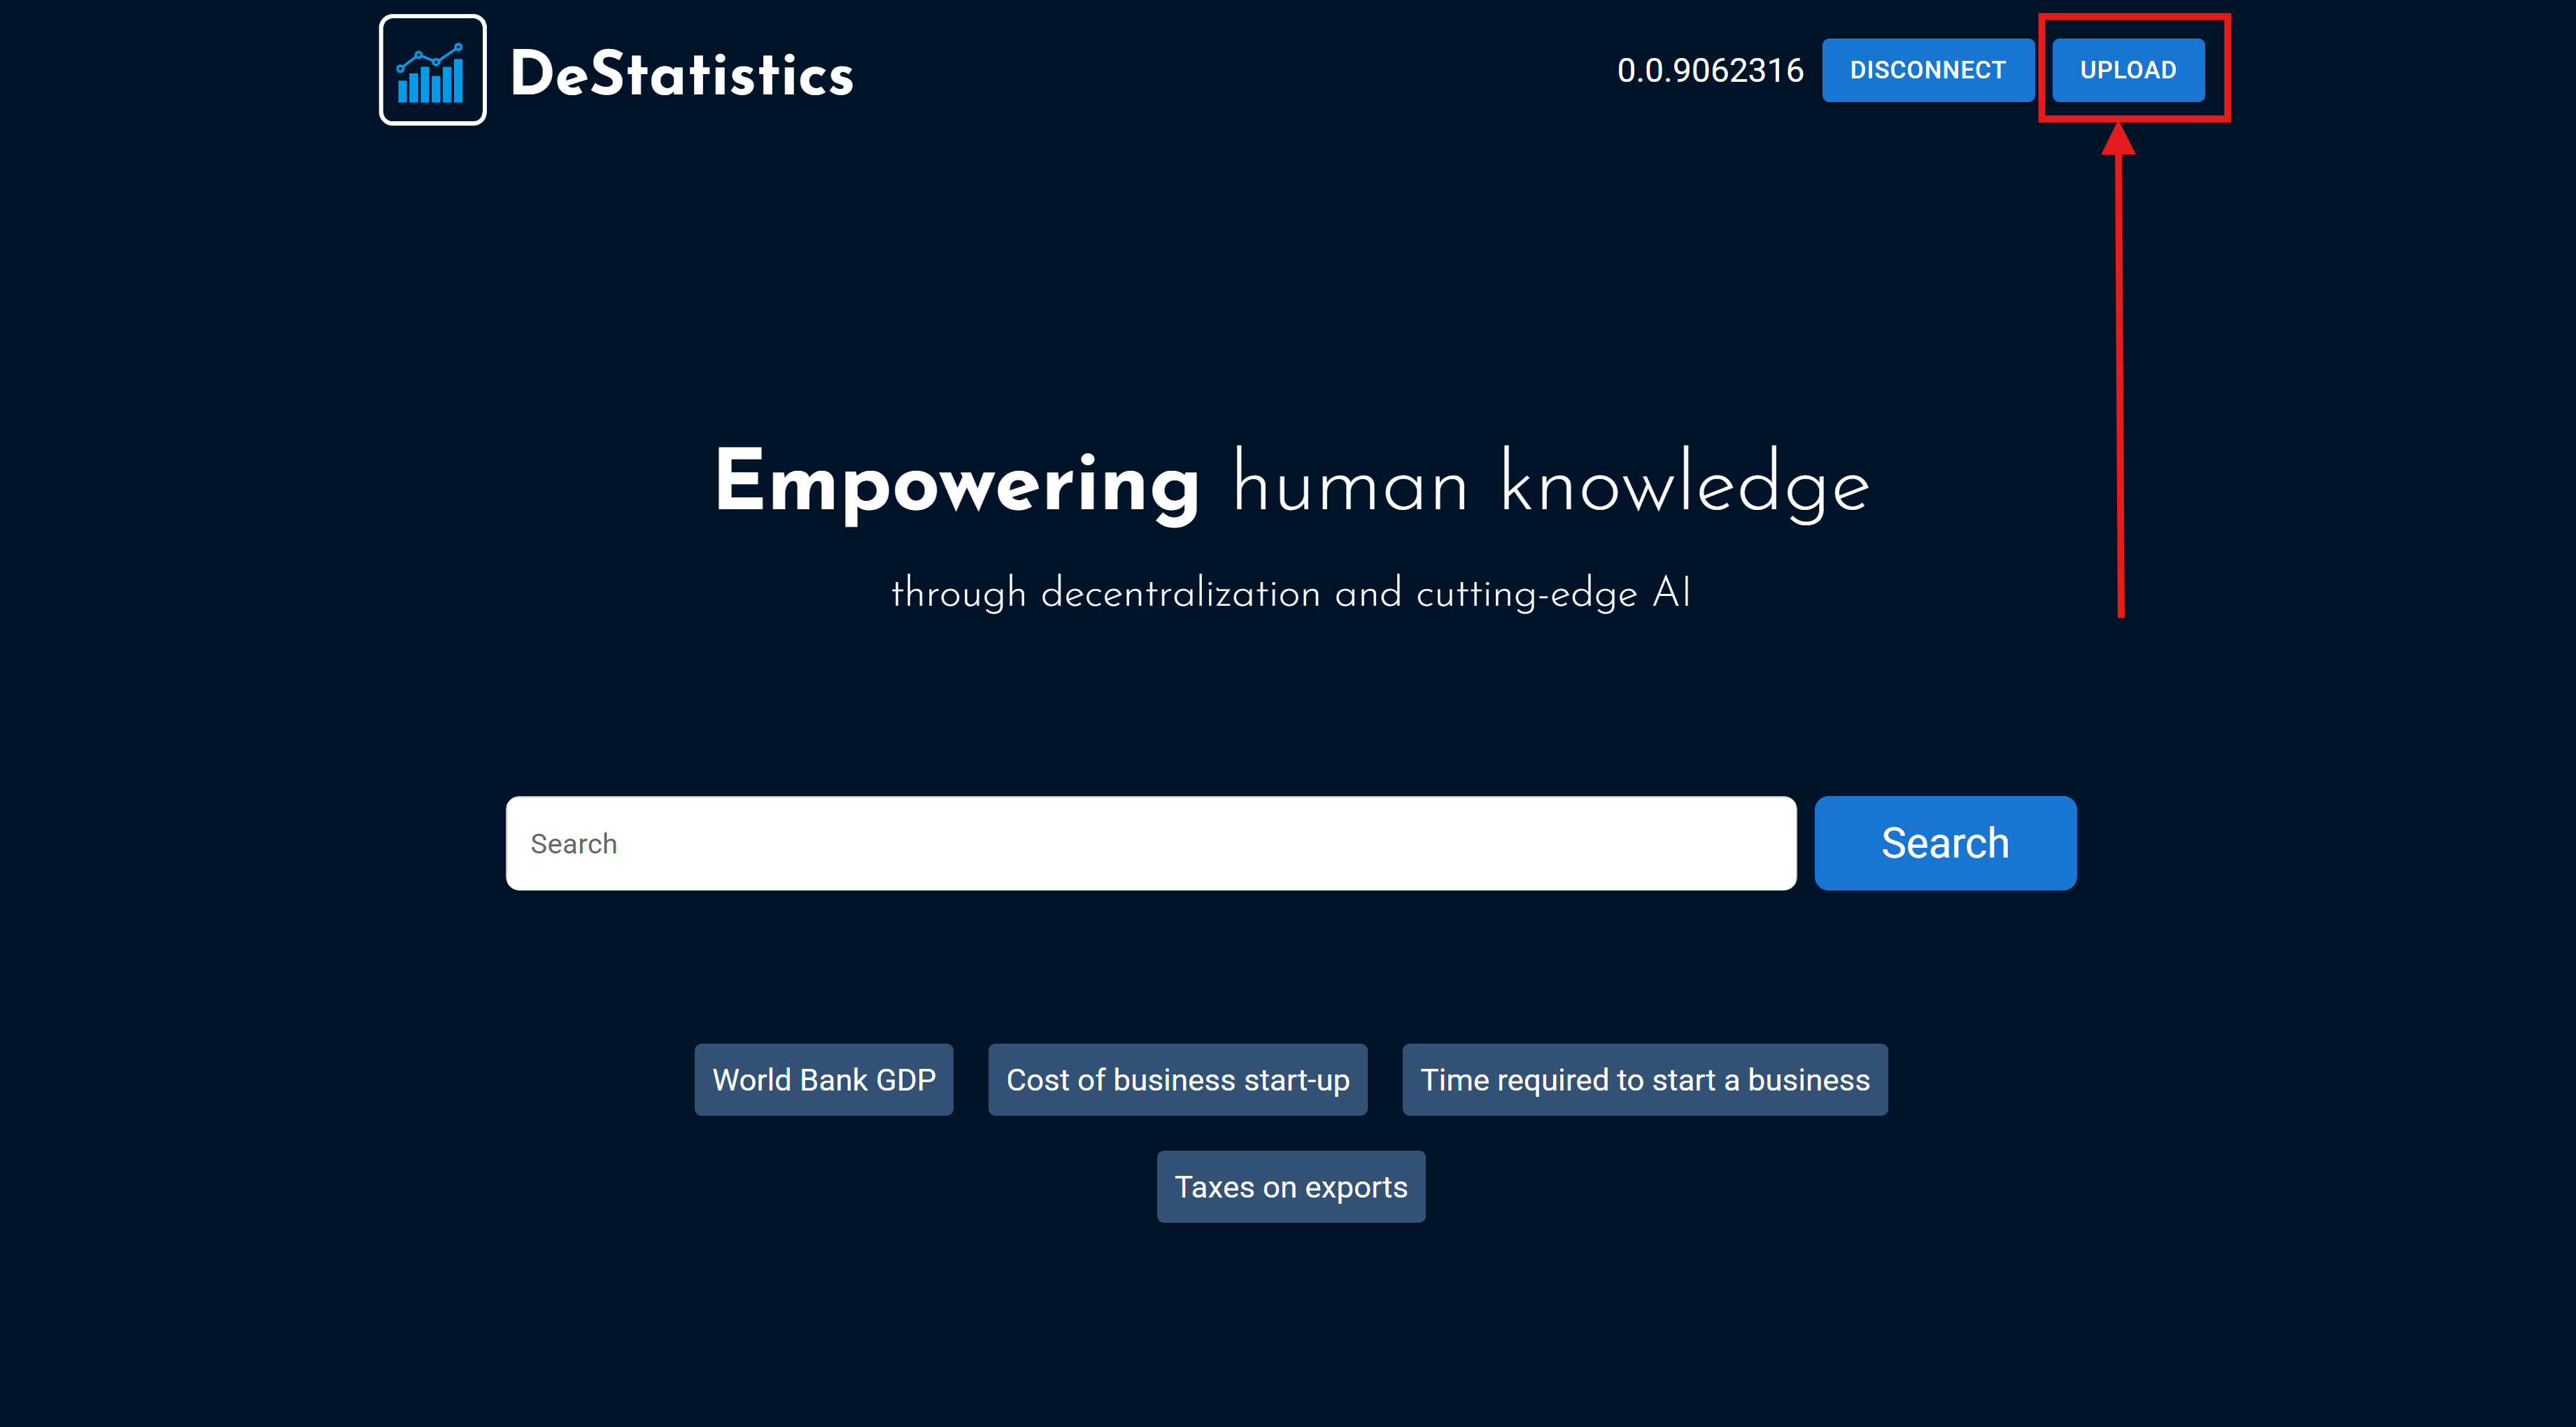 DeStatistics
0.0.9062316 DISCONNECT UPLOAD
Empowering human knowledge
through decentralization and cutting-edge AI
Search Search
World Bank GDP Cost of business start-up Time required to start a business
Taxes on exports